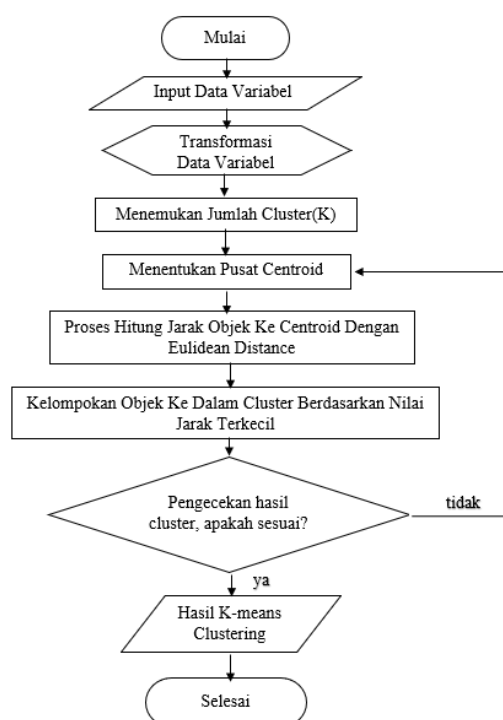 Mulai
Input Data Variabel
Transformasi
Data Variabel
Menemukan Jumlah Cluster(K)
Menentukan Pusat Centroid
Proses Hitung Jarak Objek Ke Centroid Dengan
Eulidean Distance
Kelompokan Objek Ke Dalam Cluster Berdasarkan Nilai
Jarak Terkecil
Pengecekan hasil
cluster, apakah sesuai?
tidak
ya
Hasil K-means
Clustering
Selesai